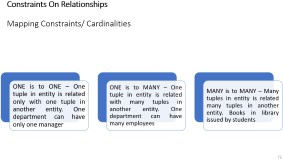 Constraints On Relationships
Mapping Constraints/ Cardinalities
ONE is to ONE – One
tuple in entity is related
only with one tuple in
another entity. One
department can have
only one manager
ONE is to MANY – One
tuple in entity is related
with many tuples in
another entity. One
department can have
many employees
MANY is to MANY – Many
tuples in entity is related
many tuples in another
entity. Books in library
issued by students